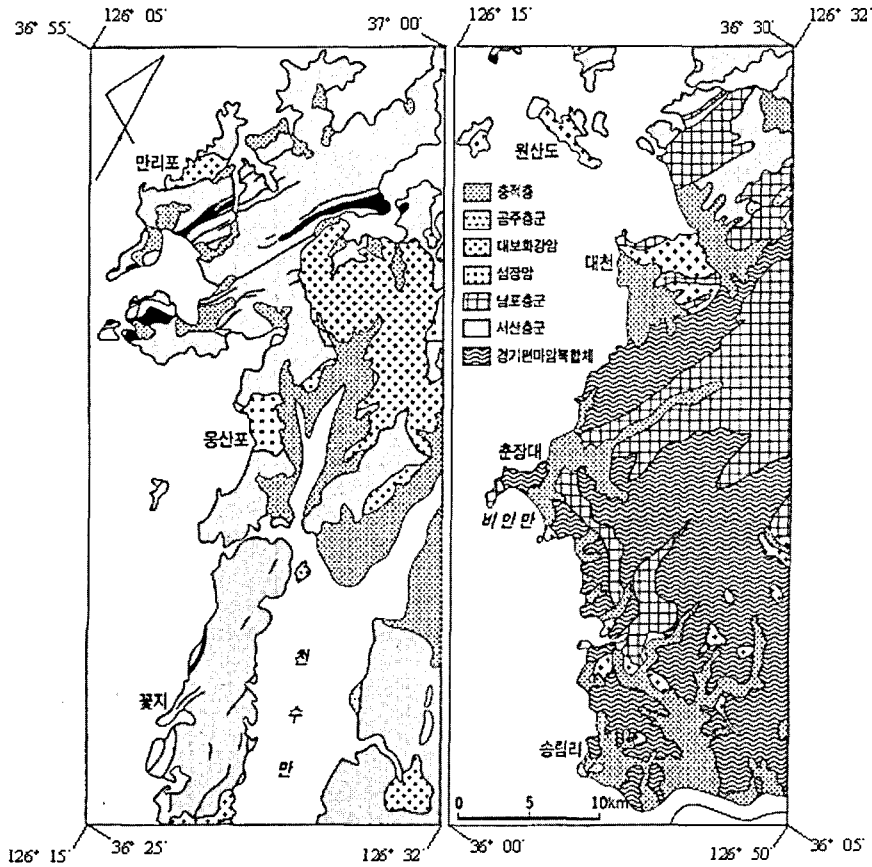 126° 05′
36° 55′
37° 00′
126° 15′
36° 30′
126° 32′
만리포
원산도
충적층
공주층군
대보화강암
섬장암
남포층군
서산층군
경기편마암복합체
대천
몽산포
춘장대
비인만
천
수
만
꽃지
송림리
0
5
10km
126° 15′
36° 25′
126° 32′
36° 00′
126° 50′
36° 05′